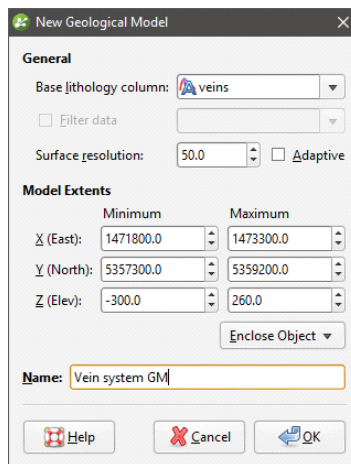 New Geological Model
General
Base lithology column: veins
Filter data
Surface resolution: 50.0 Adaptive
Model Extents
Minimum Maximum
X (East): 1471800.0 1473300.0
Y (North): 5357300.0 5359200.0
Z (Elev): -300.0 260.0
Enclose Object
Name: Vein system GM
Help Cancel OK